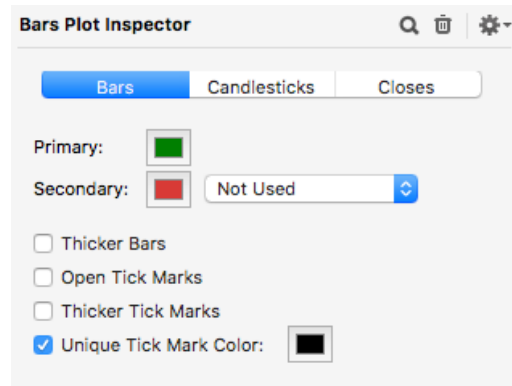 Bars Plot Inspector
Bars Candlesticks Closes
Primary:
Secondary: Not Used
Thicker Bars
Open Tick Marks
Thicker Tick Marks
Unique Tick Mark Color: